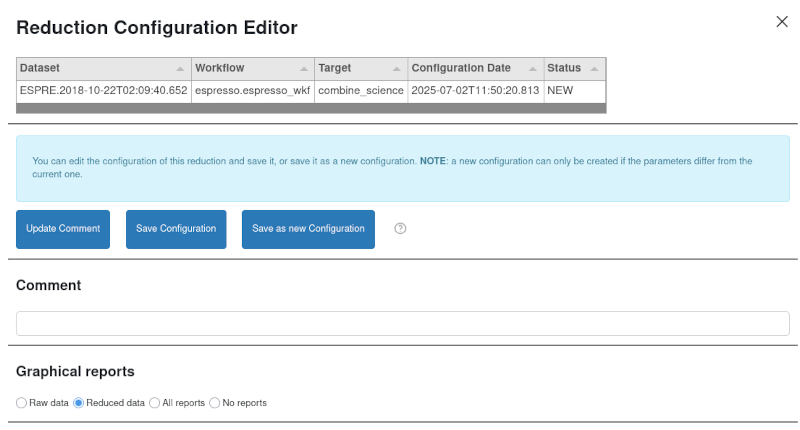 Reduction Configuration Editor
Dataset Workflow Target Configuration Date Status
ESPRE.2018-10-22T02:09:40.652 espresso.espresso_wkf combine_science 2025-07-02T11:50:20.813 NEW
You can edit the configuration of this reduction and save it, or save it as a new configuration. NOTE: a new configuration can only be created if the parameters differ from the
current one.
Update Comment Save Configuration Save as new Configuration ?
Comment
Graphical reports
Raw data Reduced data All reports No reports